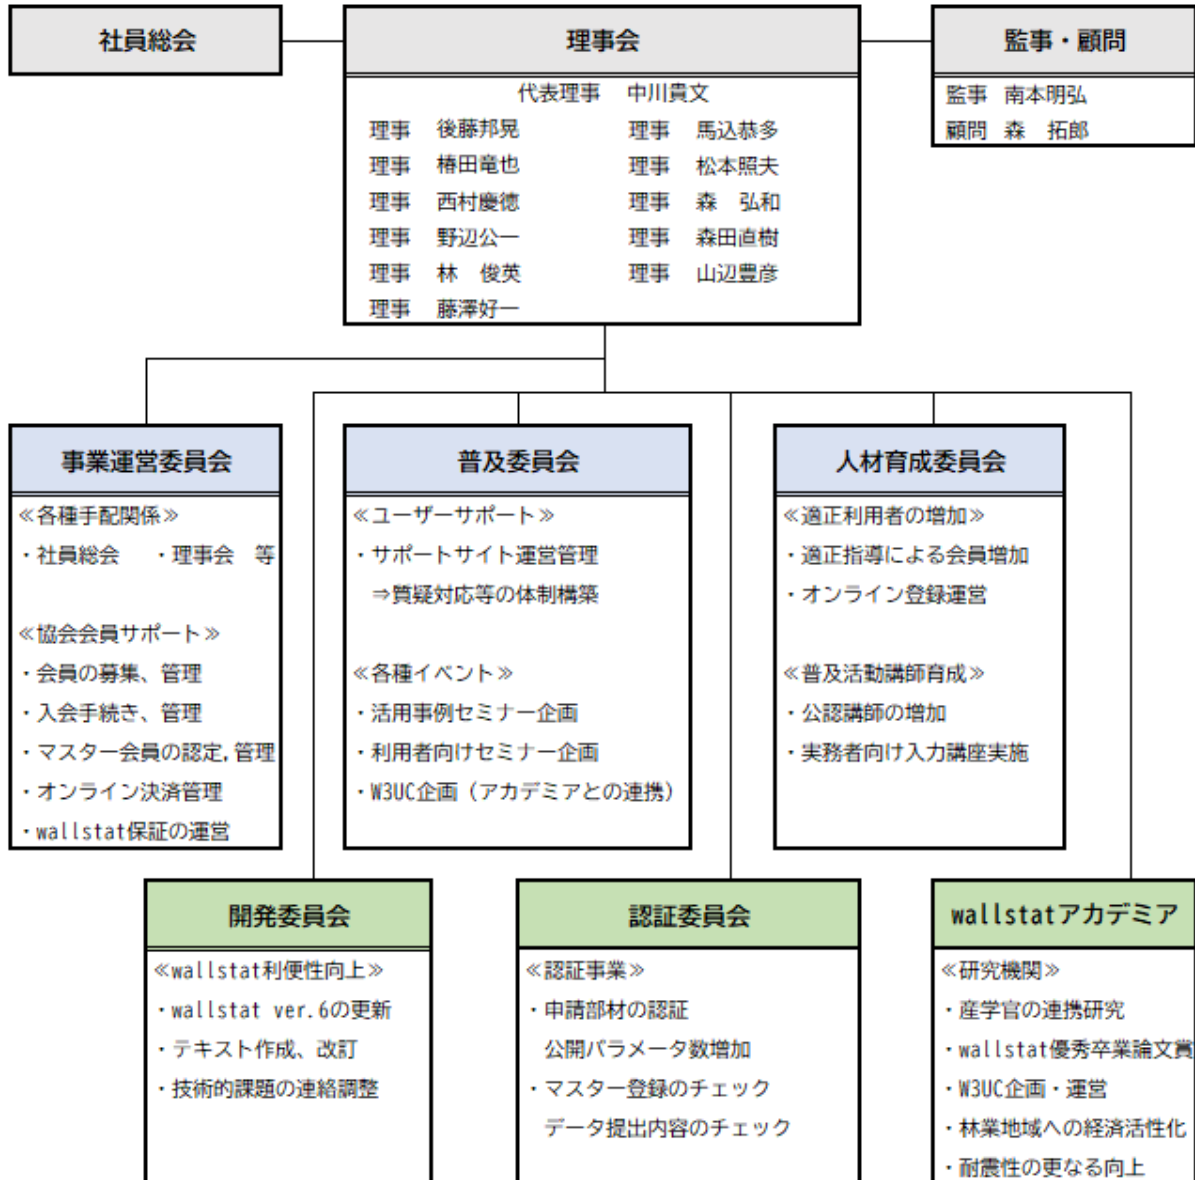 社員総会
理事会
監事・顧問
代表理事 中川貴文
理事 後藤邦晃 理事 馬込恭多
理事 椿田竜也 理事 松本照夫
理事 西村慶徳 理事 森 弘和
理事 野辺公一 理事 森田直樹
理事 林 俊英 理事 山辺豊彦
理事 藤澤好一
監事 南本明弘
顧問 森 拓郎
事業運営委員会
≪各種手配関係≫
・社員総会 ・理事会 等
≪協会会員サポート≫
・会員の募集、管理
・入会手続き、管理
・マスター会員の認定,管理
・オンライン決済管理
・wallstat保証の運営
普及委員会
≪ユーザーサポート≫
・サポートサイト運営管理
⇒質疑対応等の体制構築
≪各種イベント≫
・活用事例セミナー企画
・利用者向けセミナー企画
・W3UC企画（アカデミアとの連携）
人材育成委員会
≪適正利用者の増加≫
・適正指導による会員増加
・オンライン登録運営
≪普及活動講師育成≫
・公認講師の増加
・実務者向け入力講座実施
開発委員会
≪wallstat利便性向上≫
・wallstat ver.6の更新
・テキスト作成、改訂
・技術的課題の連絡調整
認証委員会
≪認証事業≫
・申請部材の認証
公開パラメータ数増加
・マスター登録のチェック
データ提出内容のチェック
wallstatアカデミア
≪研究機関≫
・産学官の連携研究
・wallstat優秀卒業論文賞
・W3UC企画・運営
・林業地域への経済活性化
・耐震性の更なる向上